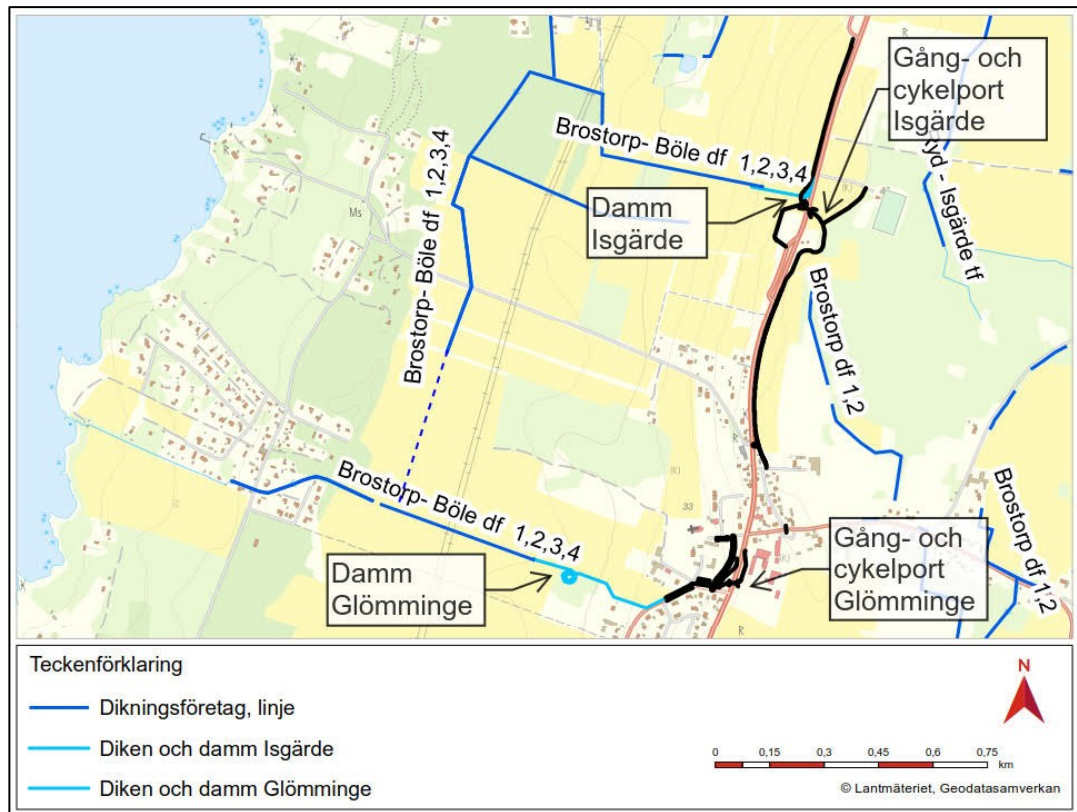 Gång- och
cykelport
Isgärde
Brostorp- Böle df 1,2,3,4
Ryd - Isgärde tf
Damm
Isgärde
Ms
Brostorp- Böle df 1,2,3,4
Brostorp df 1,2
R
(K)
R
Brostorp- Böle df 1,2,3,4
33
R
Brostorp df 1,2
Gång- och
cykelport
Glömminge
Damm
Glömminge
R
R
Teckenförklaring
Dikningsföretag, linje
Diken och damm Isgärde
Diken och damm Glömminge
N
0 0,15 0,3 0,45 0,6 0,75
km
© Lantmäteriet, Geodatasamverkan